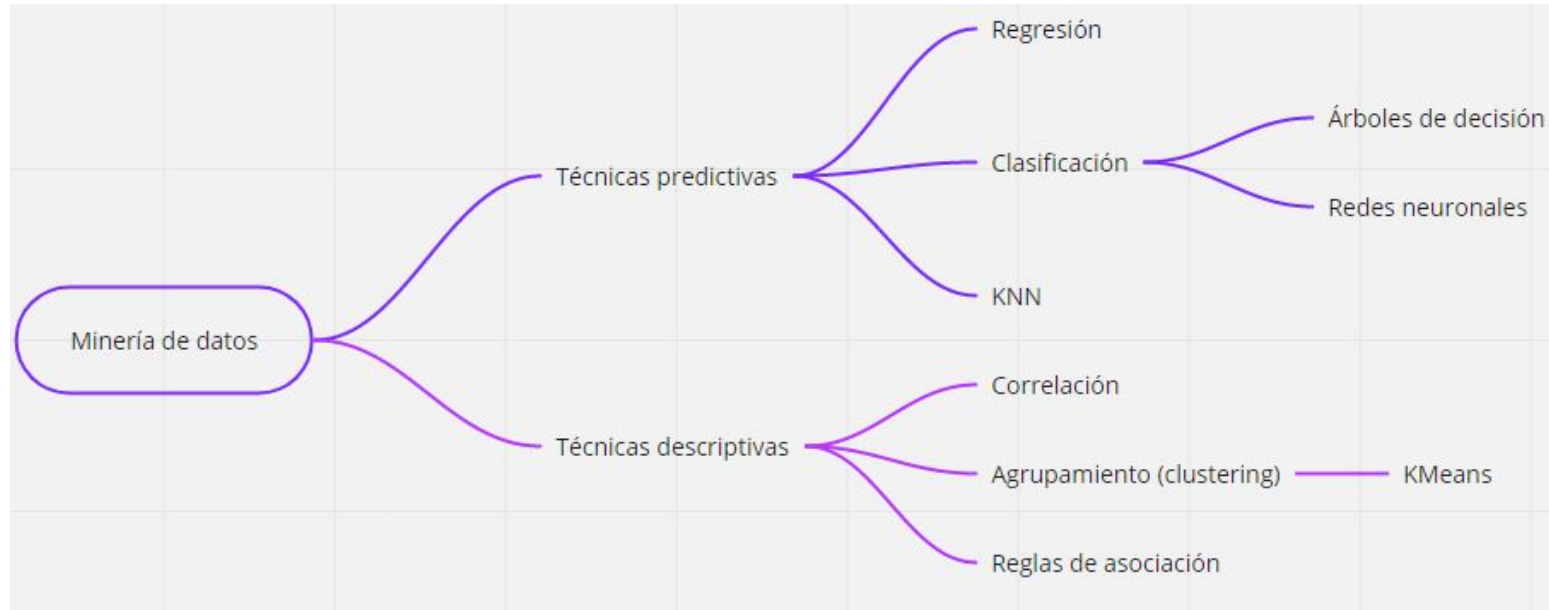 Minería de datos
Técnicas predictivas
Regresión
Clasificación
Árboles de decisión
Redes neuronales
KNN
Técnicas descriptivas
Correlación
Agrupamiento (clustering)
KMeans
Reglas de asociación